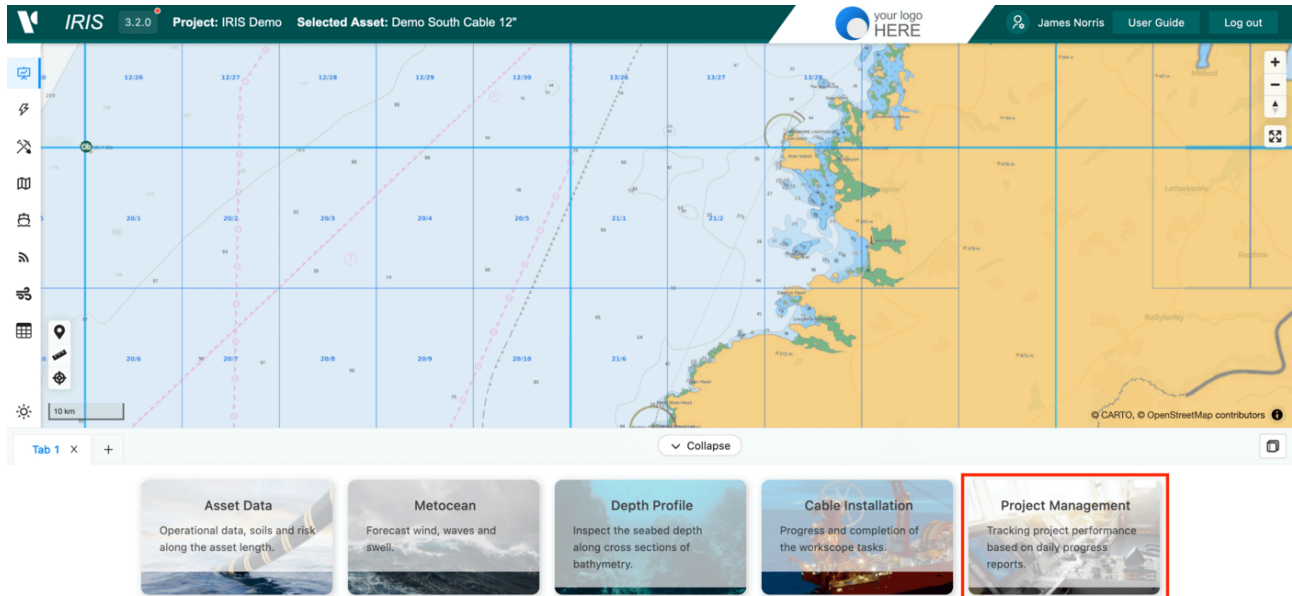 IRIS 3.2.0 Project: IRIS Demo Selected Asset: Demo South Cable 12"
your logo
HERE
James Norris User Guide Log out
12/26 12/27 12/28 12/29 12/30 13/26 13/27 13/28
Milford
Letterkenny
20/1 20/2 20/3 20/4 20/5 21/1 21/2
Raphoe
Ballybofey
20/6 20/7 20/8 20/9 20/10 21/6
10 km
© CARTO, © OpenStreetMap contributors
Tab 1 X +
Collapse
Asset Data
Operational data, soils and risk
along the asset length.
Metocean
Forecast wind, waves and
swell.
Depth Profile
Inspect the seabed depth
along cross sections of
bathymetry.
Cable Installation
Progress and completion of
the workscope tasks.
Project Management
Tracking project performance
based on daily progress
reports.